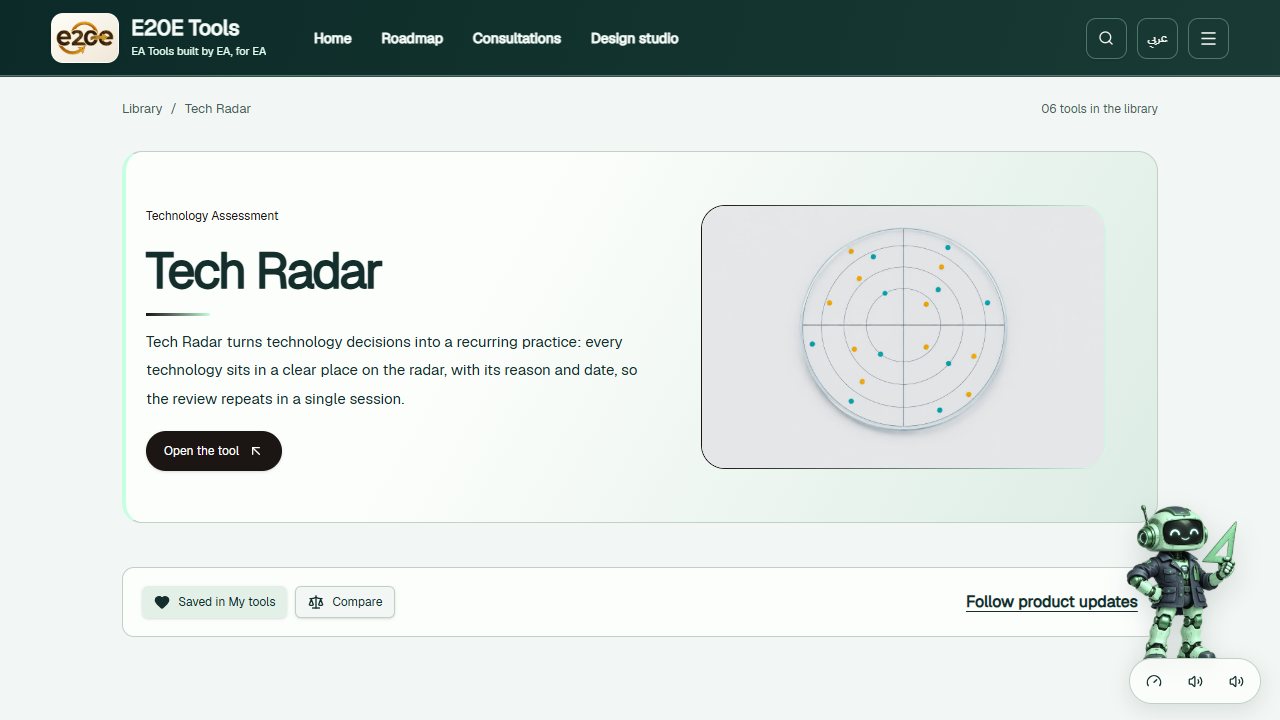 e2oe
E2OE Tools
EA Tools built by EA, for EA
Home
Roadmap
Consultations
Design studio
عربي
Library / Tech Radar
06 tools in the library
Technology Assessment
Tech Radar
Tech Radar turns technology decisions into a recurring practice: every
technology sits in a clear place on the radar, with its reason and date, so
the review repeats in a single session.
Open the tool
Saved in My tools
Compare
Follow product updates